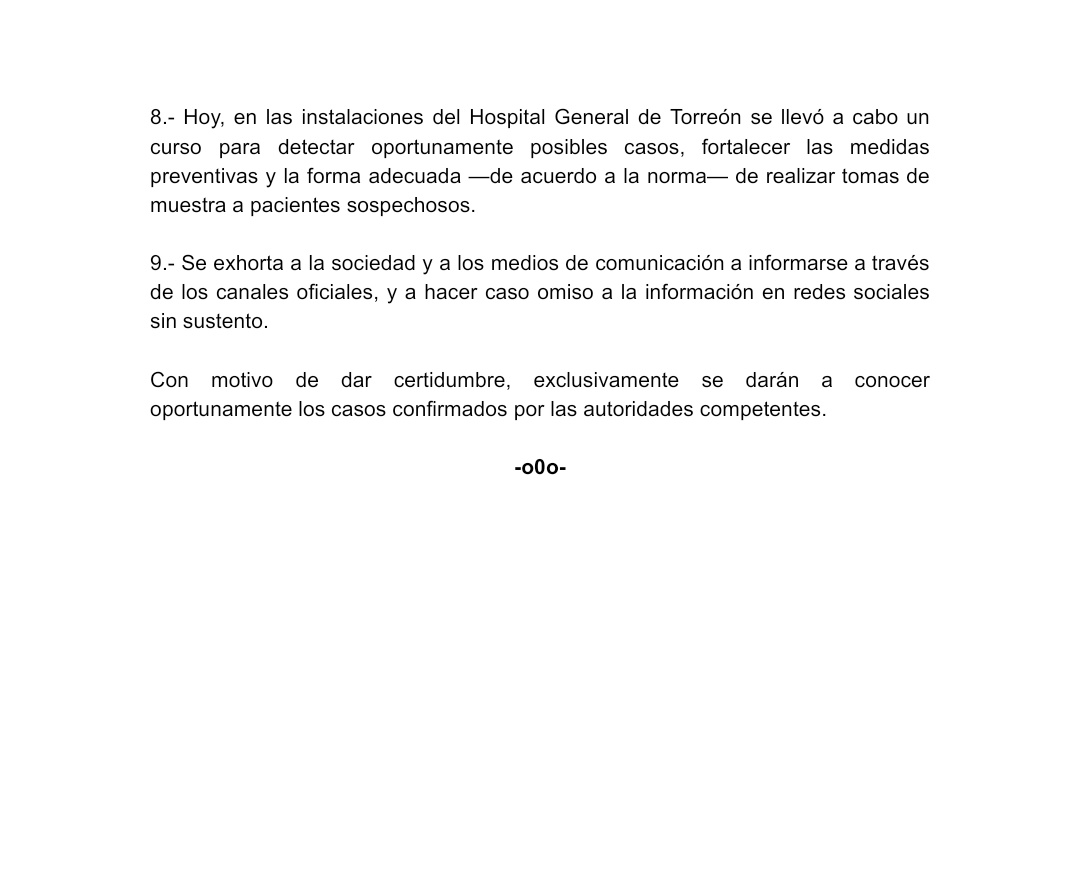 8.- Hoy, en las instalaciones del Hospital General de Torreón se llevó a cabo un
curso para detectar oportunamente posibles casos, fortalecer las medidas
preventivas y la forma adecuada —de acuerdo a la norma— de realizar tomas de
muestra a pacientes sospechosos.
9.- Se exhorta a la sociedad y a los medios de comunicación a informarse a través
de los canales oficiales, y a hacer caso omiso a la información en redes sociales
sin sustento.
Con motivo de dar certidumbre, exclusivamente se darán a conocer
oportunamente los casos confirmados por las autoridades competentes.
-o0o-